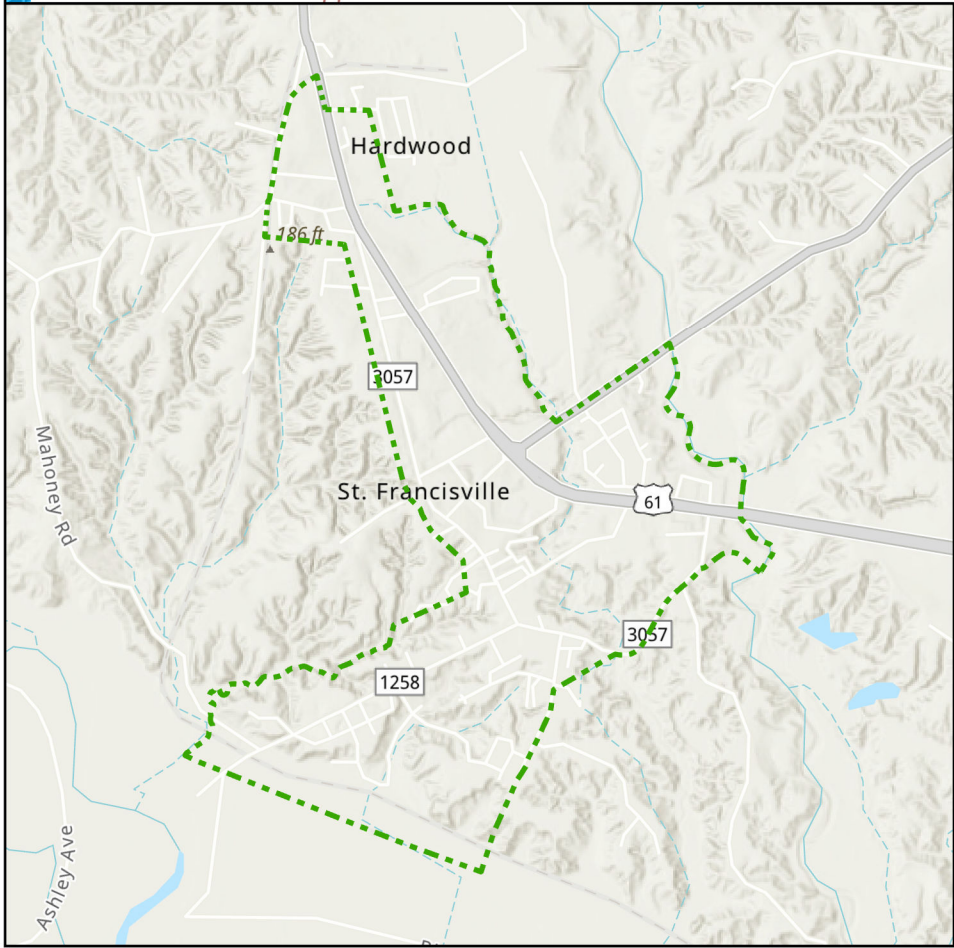 Hardwood
186 ft
3057
Mahoney Rd
St. Francisville
61
3057
1258
Ashley Ave